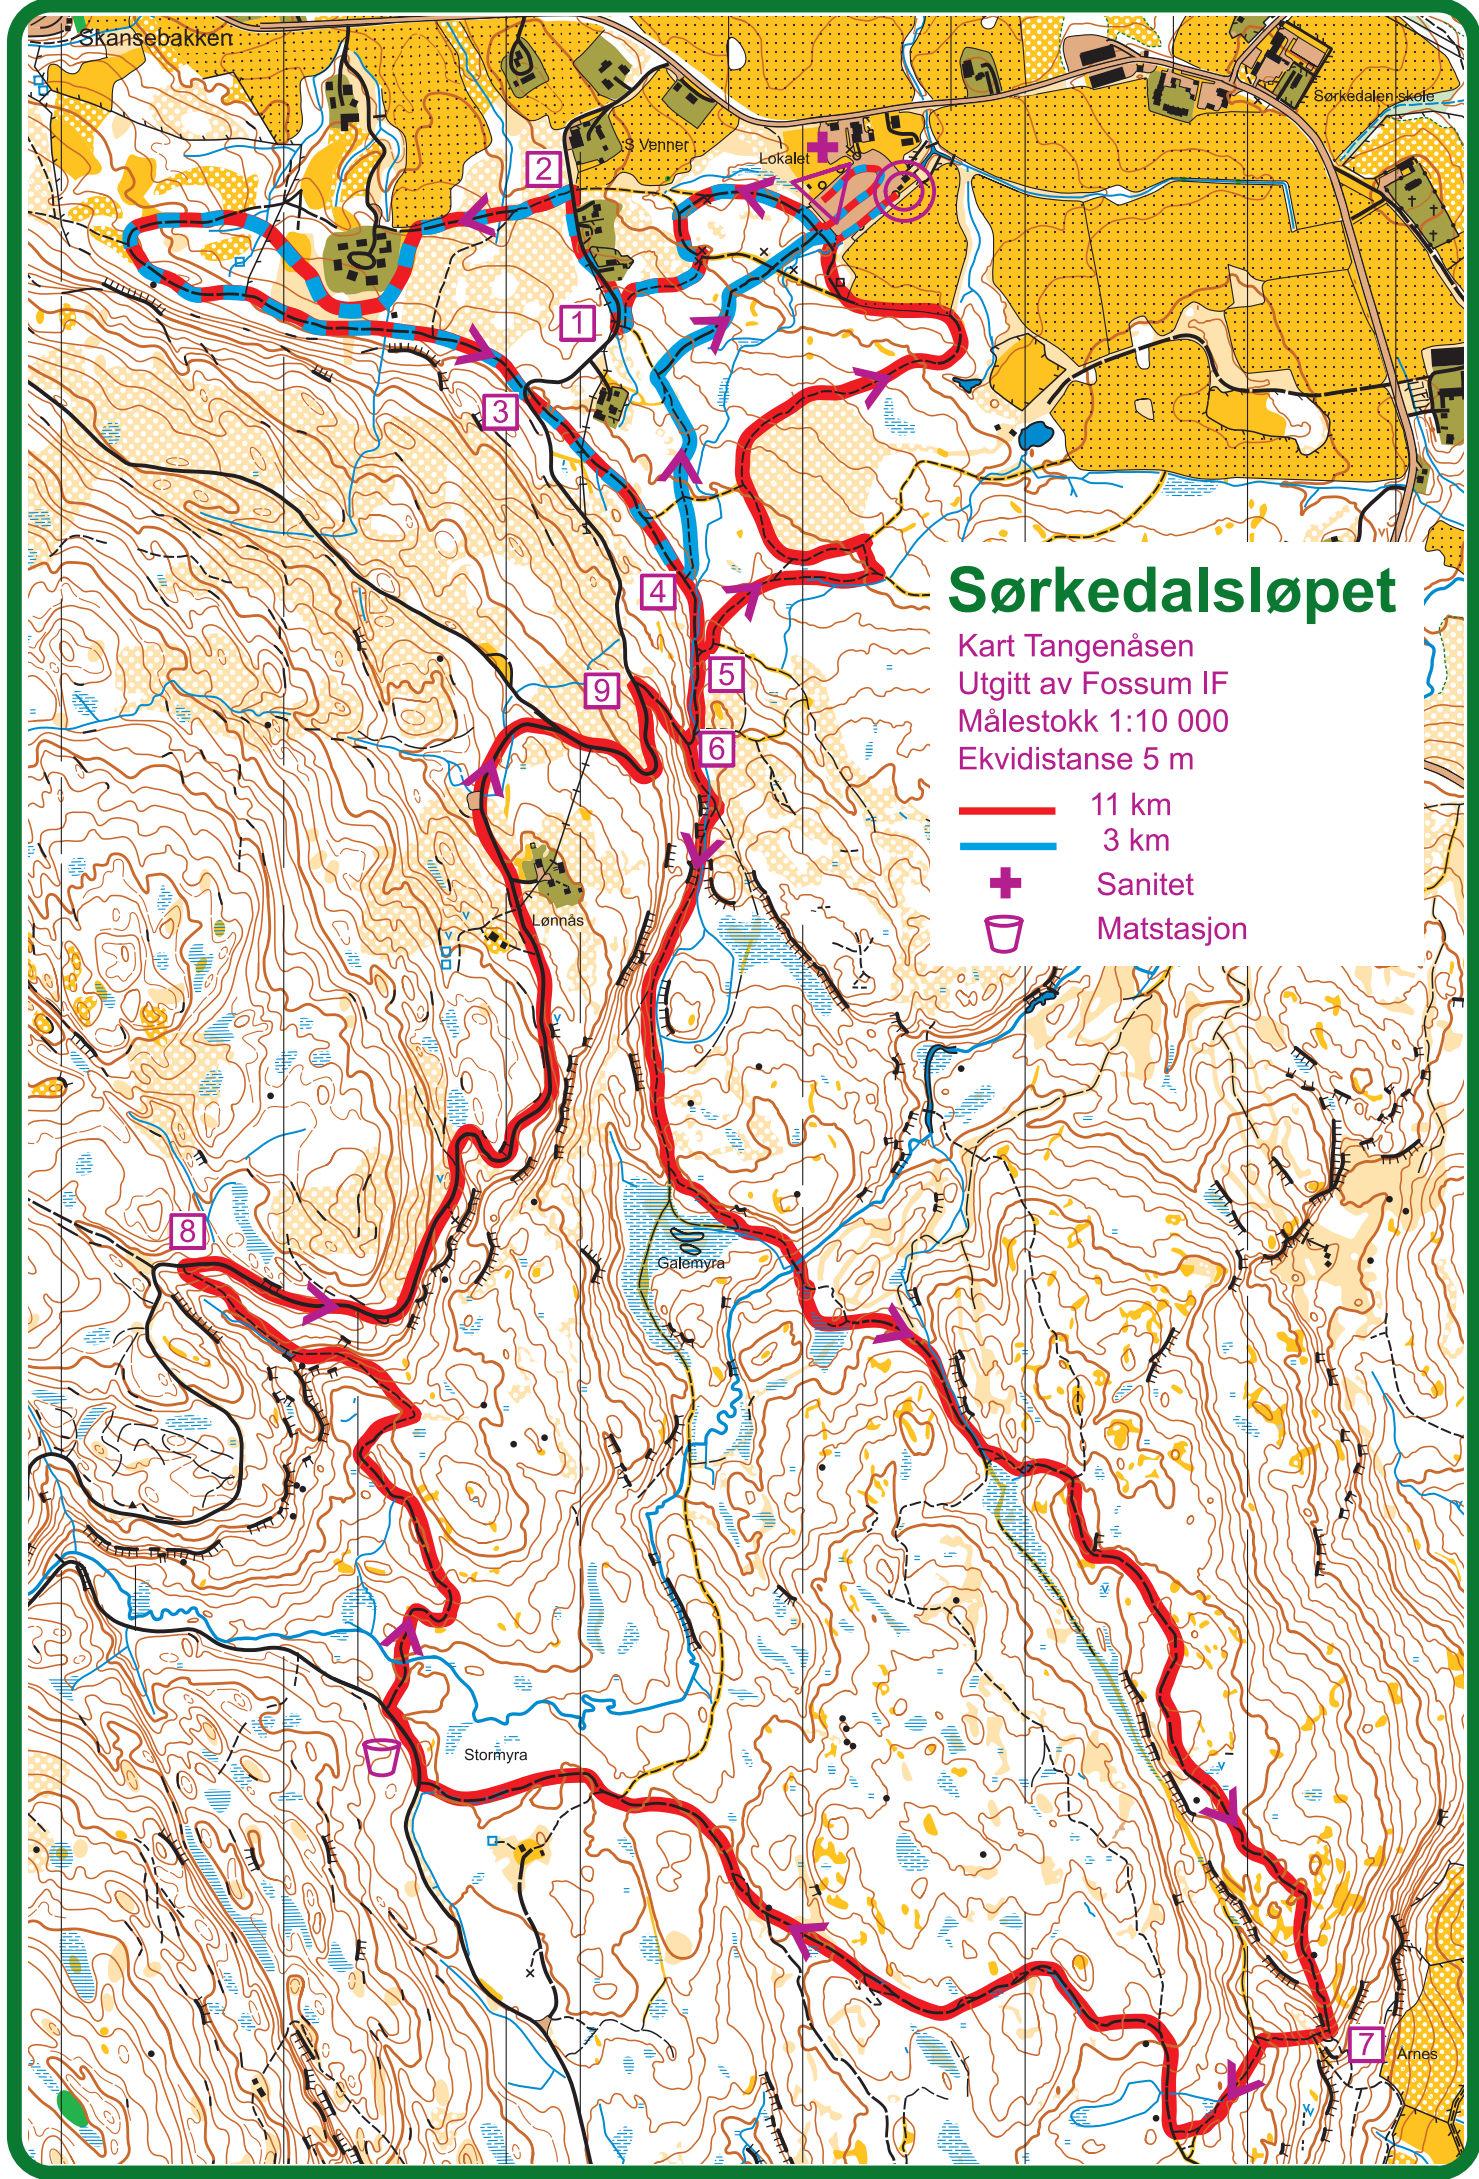 Skansebakken
Sørkedalen skole
S Venner
Lokalet
2
1
3
4
5
9
6
Sørkedalsløpet
Kart Tangenåsen
Utgitt av Fossum IF
Målestokk 1:10 000
Ekvidistanse 5 m
11 km
3 km
Sanitet
Matstasjon
Lønnås
8
Galemyra
Stormyra
7
Arnes